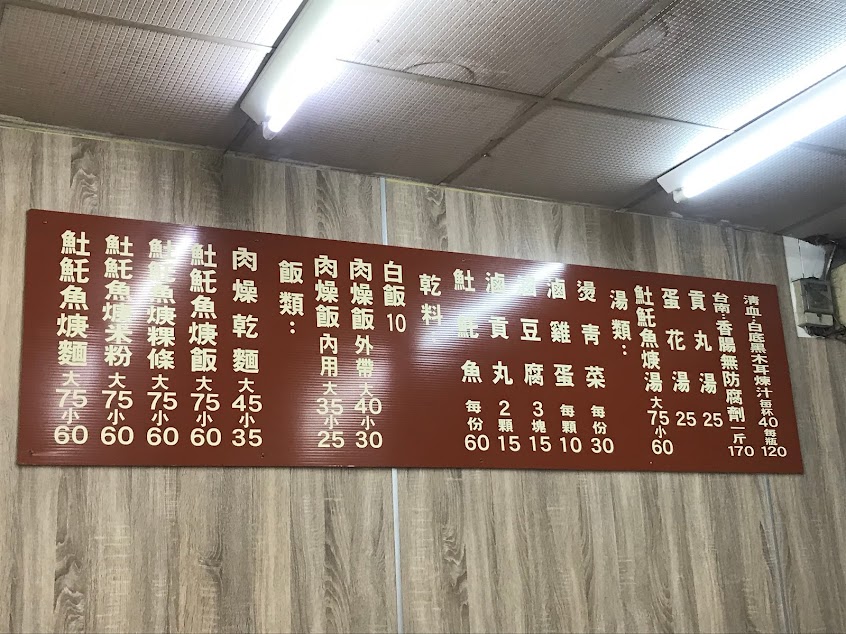 土魠魚焿麵 大75 小60
土魠魚焿米粉 大75 小60
土魠魚焿粿條 大75 小60
土魠魚焿飯 大75 小60
肉燥乾麵 大45 小35
飯類：
肉燥飯 內用 大35 小25
肉燥飯 外帶 大40 小30
白飯10
乾料：
土魠魚 每份60
滷貢丸 2顆15
滷豆腐 3塊15
滷雞蛋 每顆10
燙青菜 每份30
湯類：
土魠魚焿湯 大75 小60
蛋花湯 25
貢丸湯 25
台南·香腸無防腐劑 一斤170
清血·白底黑木耳煉汁 每杯40 每瓶120